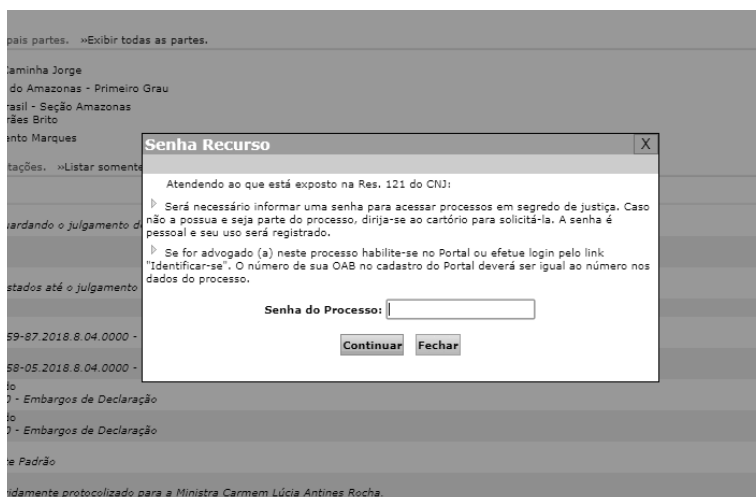 pais partes. »Exibir todas as partes.
Caminha Jorge
do Amazonas - Primeiro Grau
rasil - Seção Amazonas
rães Brito
ento Marques
tações. »Listar somente
uardando o julgamento d
stados até o julgamento
59-87.2018.8.04.0000 -
58-05.2018.8.04.0000 -
do
0 - Embargos de Declaração
do
0 - Embargos de Declaração
te Padrão
idamente protocolizado para a Ministra Carmem Lúcia Antines Rocha.
Senha Recurso X
Atendendo ao que está exposto na Res. 121 do CNJ:
Será necessário informar uma senha para acessar processos em segredo de justiça. Caso
não a possua e seja parte do processo, dirija-se ao cartório para solicitá-la. A senha é
pessoal e seu uso será registrado.
Se for advogado (a) neste processo habilite-se no Portal ou efetue login pelo link
"Identificar-se". O número de sua OAB no cadastro do Portal deverá ser igual ao número nos
dados do processo.
Senha do Processo:
Continuar Fechar